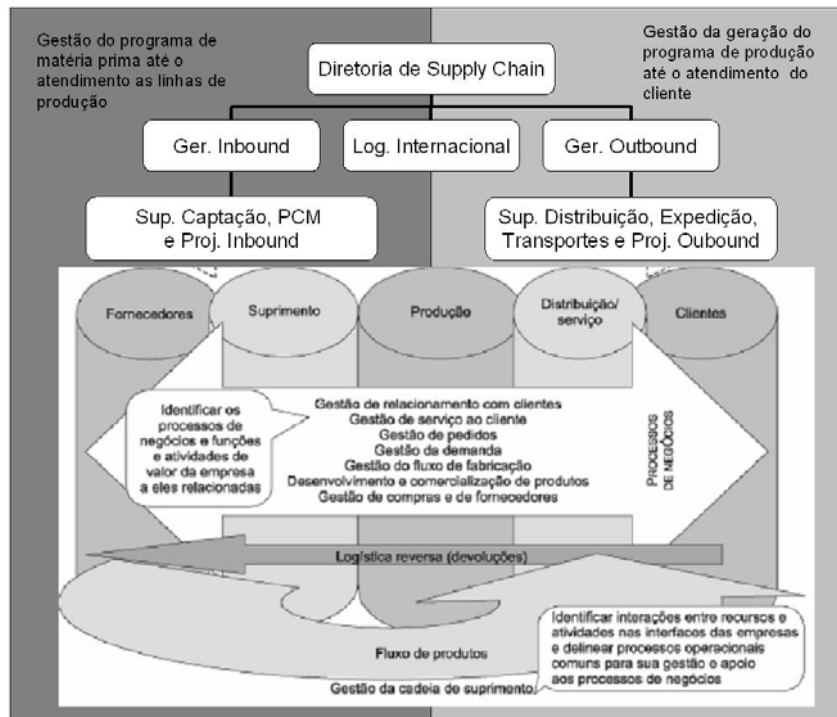 Gestão do programa de
matéria prima até o
atendimento as linhas de
produção
Gestão da geração do
programa de produção
até o atendimento do
cliente
Diretoria de Supply Chain
Ger. Inbound
Log. Internacional
Ger. Outbound
Sup. Captação, PCM
e Proj. Inbound
Sup. Distribuição, Expedição,
Transportes e Proj. Oubound
Fornecedores
Suprimento
Produção
Distribuição/
serviço
Clientes
Identificar os
processos de
negócios e funções
e atividades de
valor da empresa
a eles relacionadas
Gestão de relacionamento com clientes
Gestão de serviço ao cliente
Gestão de pedidos
Gestão da demanda
Gestão do fluxo de fabricação
Desenvolvimento e comercialização de produtos
Gestão de compras e de fornecedores
PROCESSOS
DE NEGÓCIOS
Logística reversa (devoluções)
Identificar interações entre recursos e
atividades nas interfaces das empresas
e delinear processos operacionais
comuns para sua gestão e apoio
aos processos de negócios
Fluxo de produtos
Gestão da cadeia de suprimento